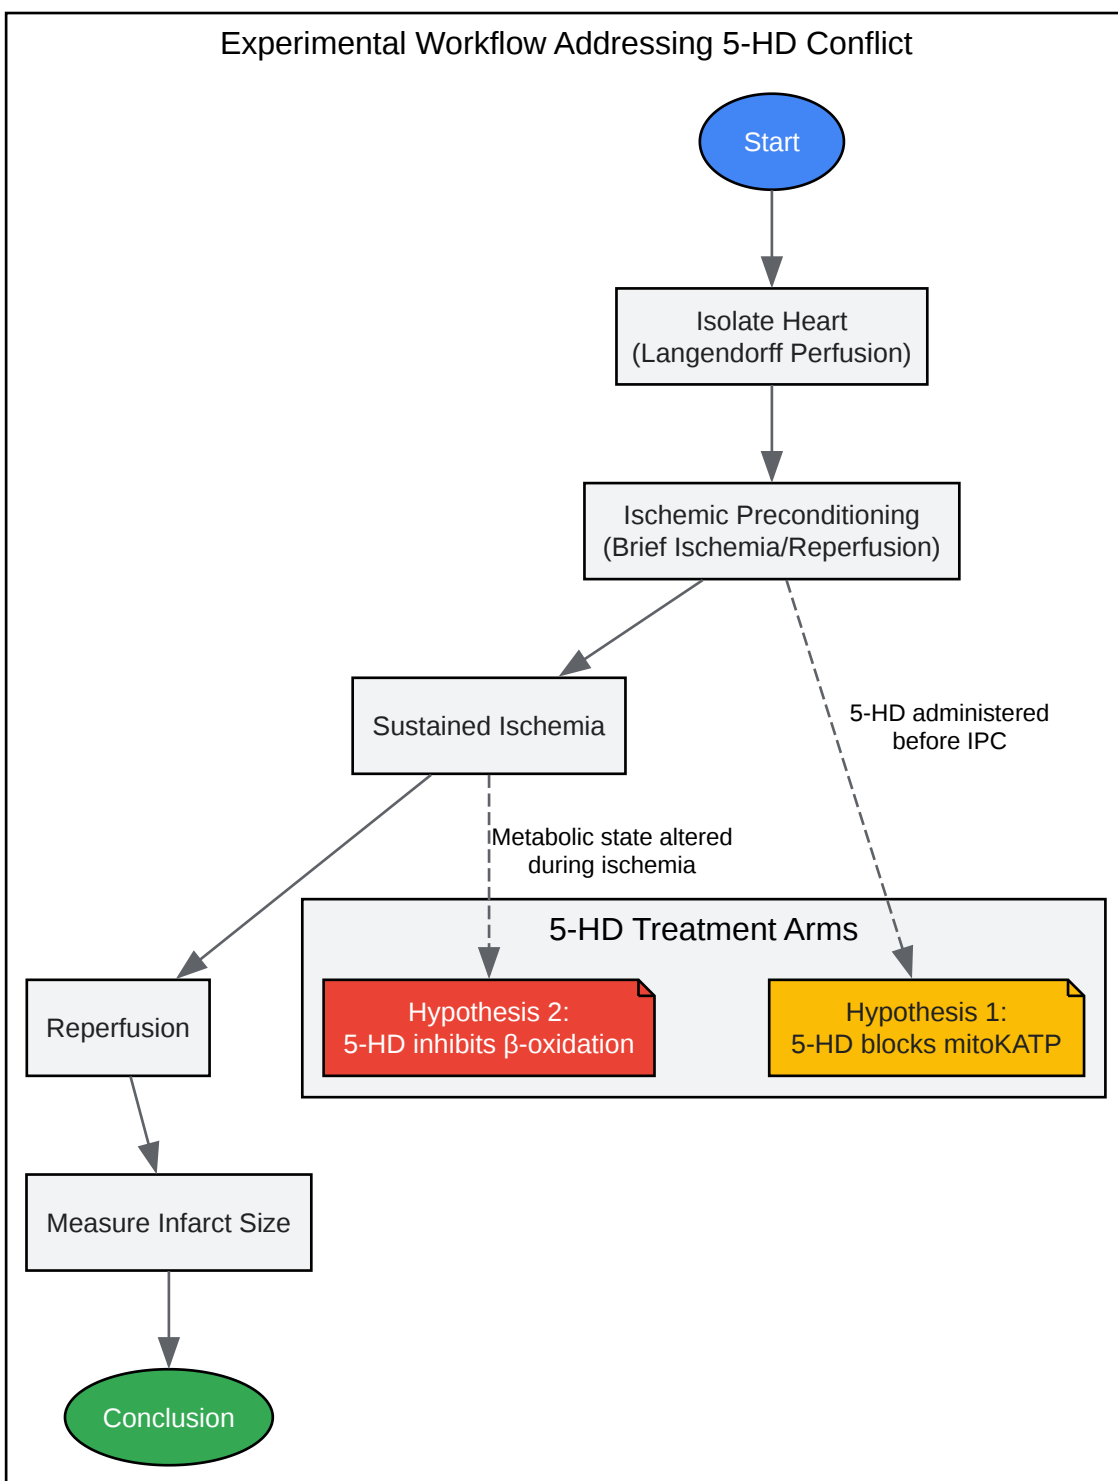 Experimental Workflow Addressing 5-HD Conflict
Start
Isolate Heart
(Langendorff Perfusion)
Ischemic Preconditioning
(Brief Ischemia/Reperfusion)
Sustained Ischemia
5-HD administered
before IPC
Metabolic state altered
during ischemia
5-HD Treatment Arms
Reperfusion
Hypothesis 2:
5-HD inhibits β-oxidation
Hypothesis 1:
5-HD blocks mitoKATP
Measure Infarct Size
Conclusion